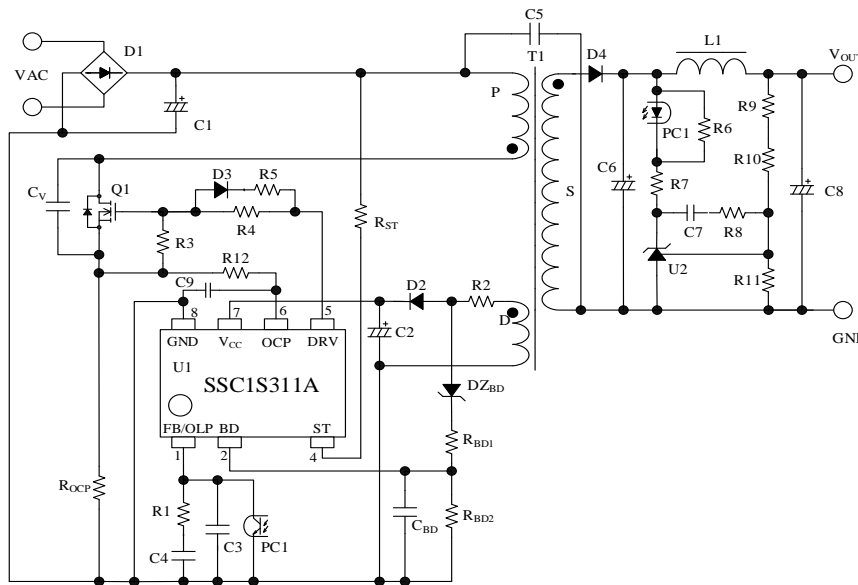 C5
T1
D1
D4
L1
VOUT
VAC
P
C1
PC1
R6
R9
R10
CV
Q1
D3
R5
R4
R3
RST
S
C6
R7
C8
C7
R8
R12
C9
U2
R11
D2
R2
D
C2
GND
8
7
6
5
GND
VCC
OCP
DRV
U1
SSC1S311A
FB/OLP
BD
ST
1
2
4
DZBD
RBD1
ROCP
R1
C4
C3
PC1
CBD
RBD2